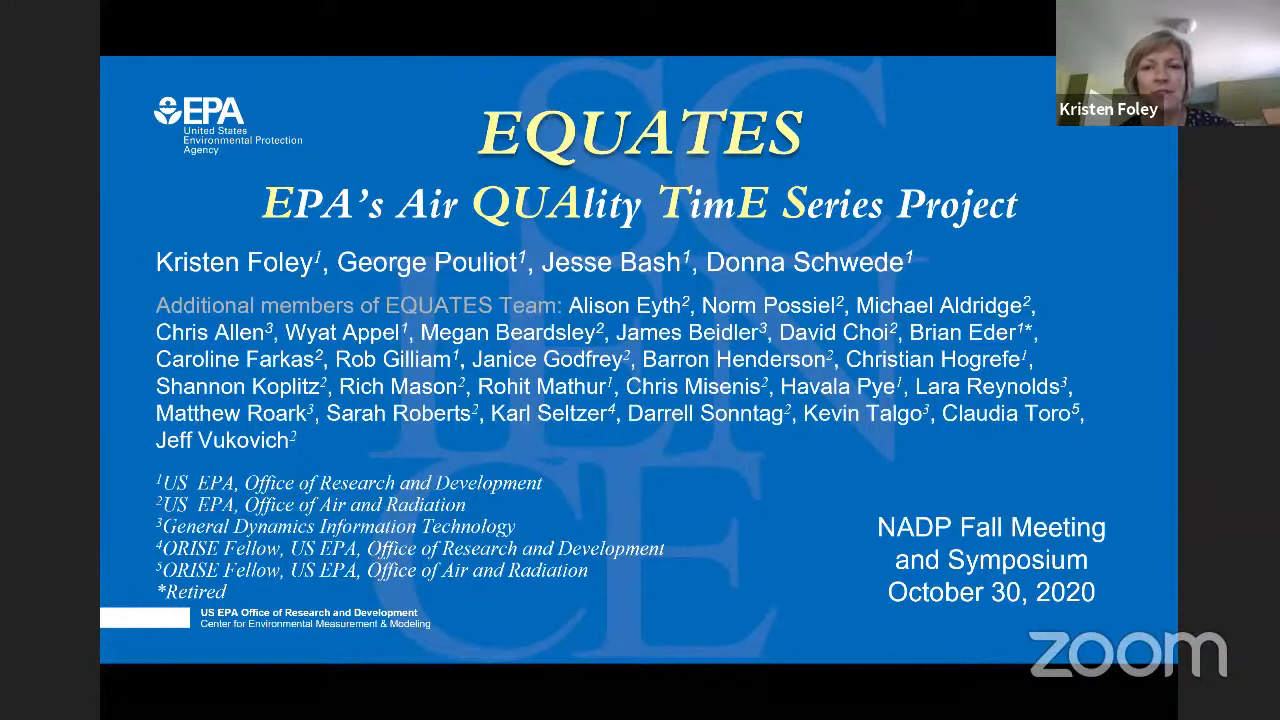 Kristen Foley
EPA
United States
Environmental Protection
Agency
EQUATES
EPA's Air QUAlity TimE Series Project
Kristen Foley1, George Pouliot1, Jesse Bash1, Donna Schwede1
Additional members of EQUATES Team: Alison Eyth2, Norm Possiel2, Michael Aldridge2,
Chris Allen3, Wyat Appel1, Megan Beardsley2, James Beidler3, David Choi2, Brian Eder1*,
Caroline Farkas2, Rob Gilliam1, Janice Godfrey2, Barron Henderson2, Christian Hogrefe1,
Shannon Koplitz2, Rich Mason2, Rohit Mathur1, Chris Misenis2, Havala Pye1, Lara Reynolds3,
Matthew Roark3, Sarah Roberts2, Karl Seltzer4, Darrell Sonntag2, Kevin Talgo3, Claudia Toro5,
Jeff Vukovich2
1US EPA, Office of Research and Development
2US EPA, Office of Air and Radiation
3General Dynamics Information Technology
4ORISE Fellow, US EPA, Office of Research and Development
5ORISE Fellow, US EPA, Office of Air and Radiation
*Retired
NADP Fall Meeting
and Symposium
October 30, 2020
US EPA Office of Research and Development
Center for Environmental Measurement & Modeling
SC
IEN
CE
zoom